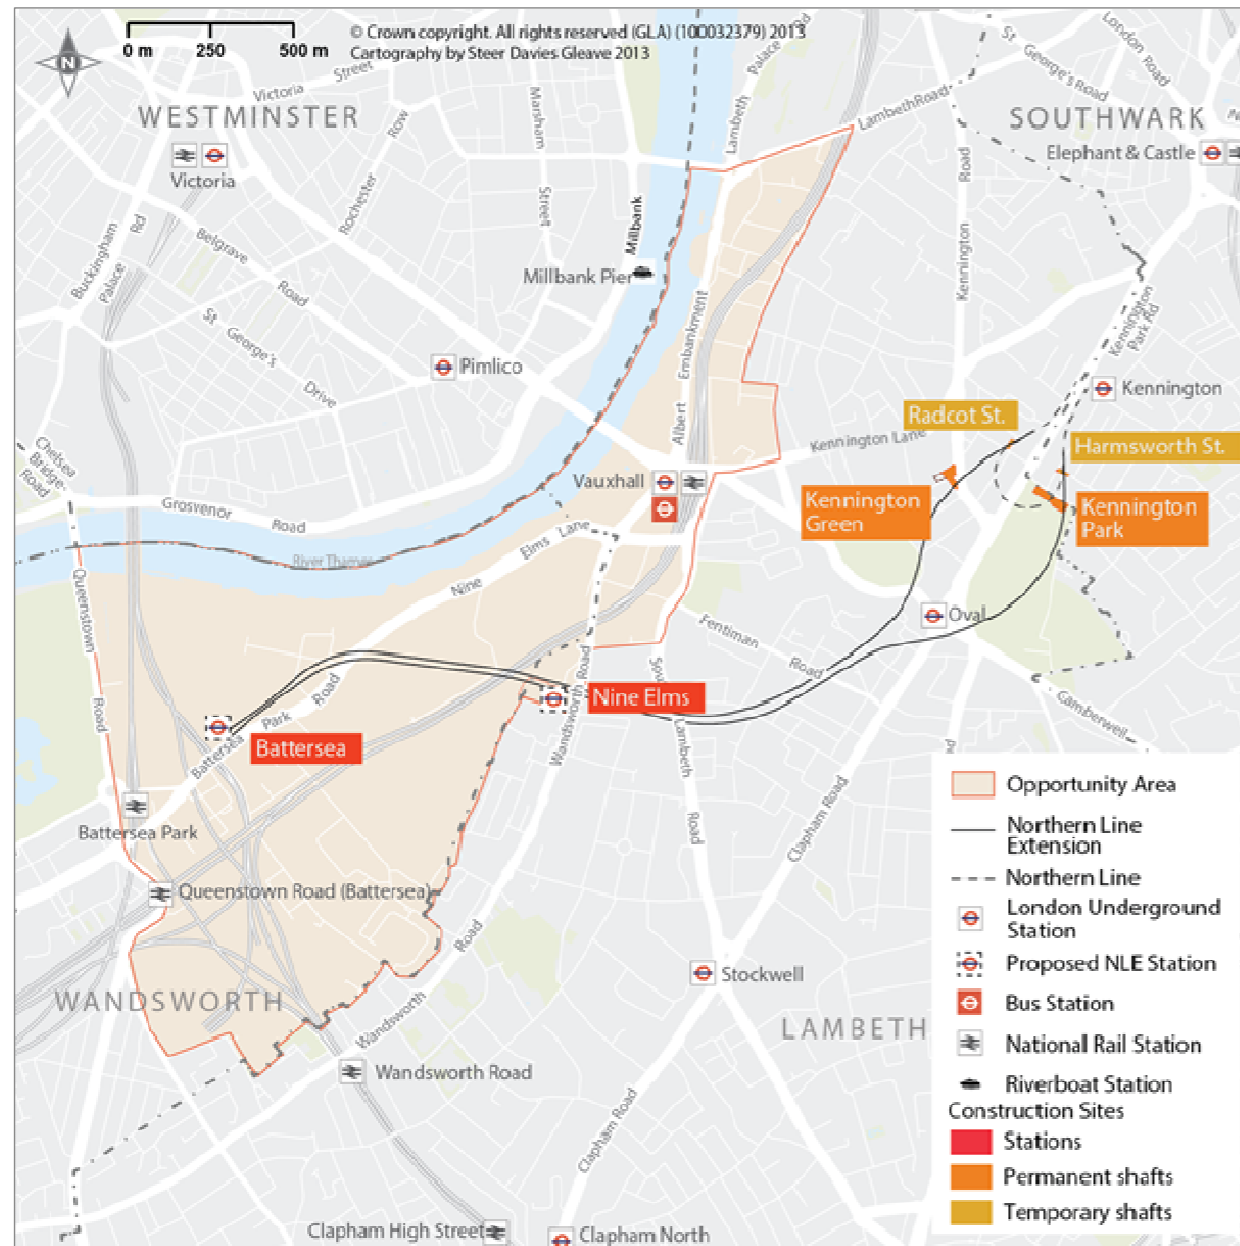 © Crown copyright. All rights reserved (GLA) (100032379) 2013
Cartography by Steer Davies Gleave 2013
0 m 250 500 m
N
WESTMINSTER
SOUTHWARK
Victoria
Street
Victoria
Rochester
Row
Marsham
Street
Millbank
Lambeth
Palace
Rd
Lambeth Road
St. George's Road
London Road
Elephant & Castle
Kennington
Road
Buckingham
Palace
Rd
Belgrave
Road
St. George's
Drive
Millbank Pier
Pimlico
Albert
Embankment
Kennington
Park Rd
Kennington
Radcot St.
Kennington Lane
Harmsworth St.
Chelsea
Bridge
Road
Grosvenor
Road
Vauxhall
Kennington
Green
Kennington
Park
River Thames
Nine
Elms
Lane
Queenstown
Road
Fentiman
Road
Oval
Camberwell
Nine Elms
Wandsworth Road
South
Lambeth
Road
Battersea
Park
Road
Battersea
Battersea Park
Clapham Road
Queenstown Road (Battersea)
Wandsworth
Road
WANDSWORTH
Stockwell
LAMBETH
Wandsworth Road
Clapham Road
Clapham High Street
Clapham North
Opportunity Area
Northern Line
Extension
Northern Line
London Underground
Station
Proposed NLE Station
Bus Station
National Rail Station
Riverboat Station
Construction Sites
Stations
Permanent shafts
Temporary shafts